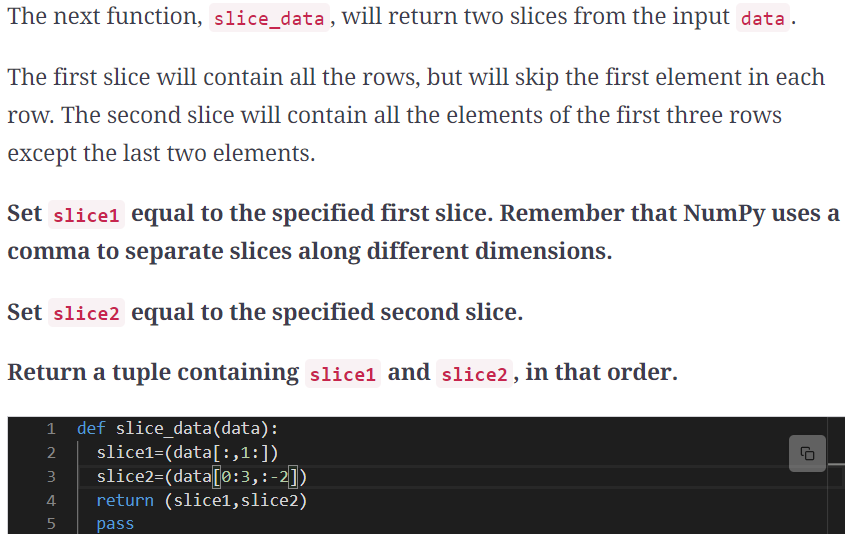 The next function, slice_data, will return two slices from the input data.
The first slice will contain all the rows, but will skip the first element in each
row. The second slice will contain all the elements of the first three rows
except the last two elements.
Set slice1 equal to the specified first slice. Remember that NumPy uses a
comma to separate slices along different dimensions.
Set slice2 equal to the specified second slice.
Return a tuple containing slice1 and slice2, in that order.
1 def slice_data(data):
2 slice1=(data[:,1:])
3 slice2=(data[0:3,:-2])
4 return (slice1,slice2)
5 pass